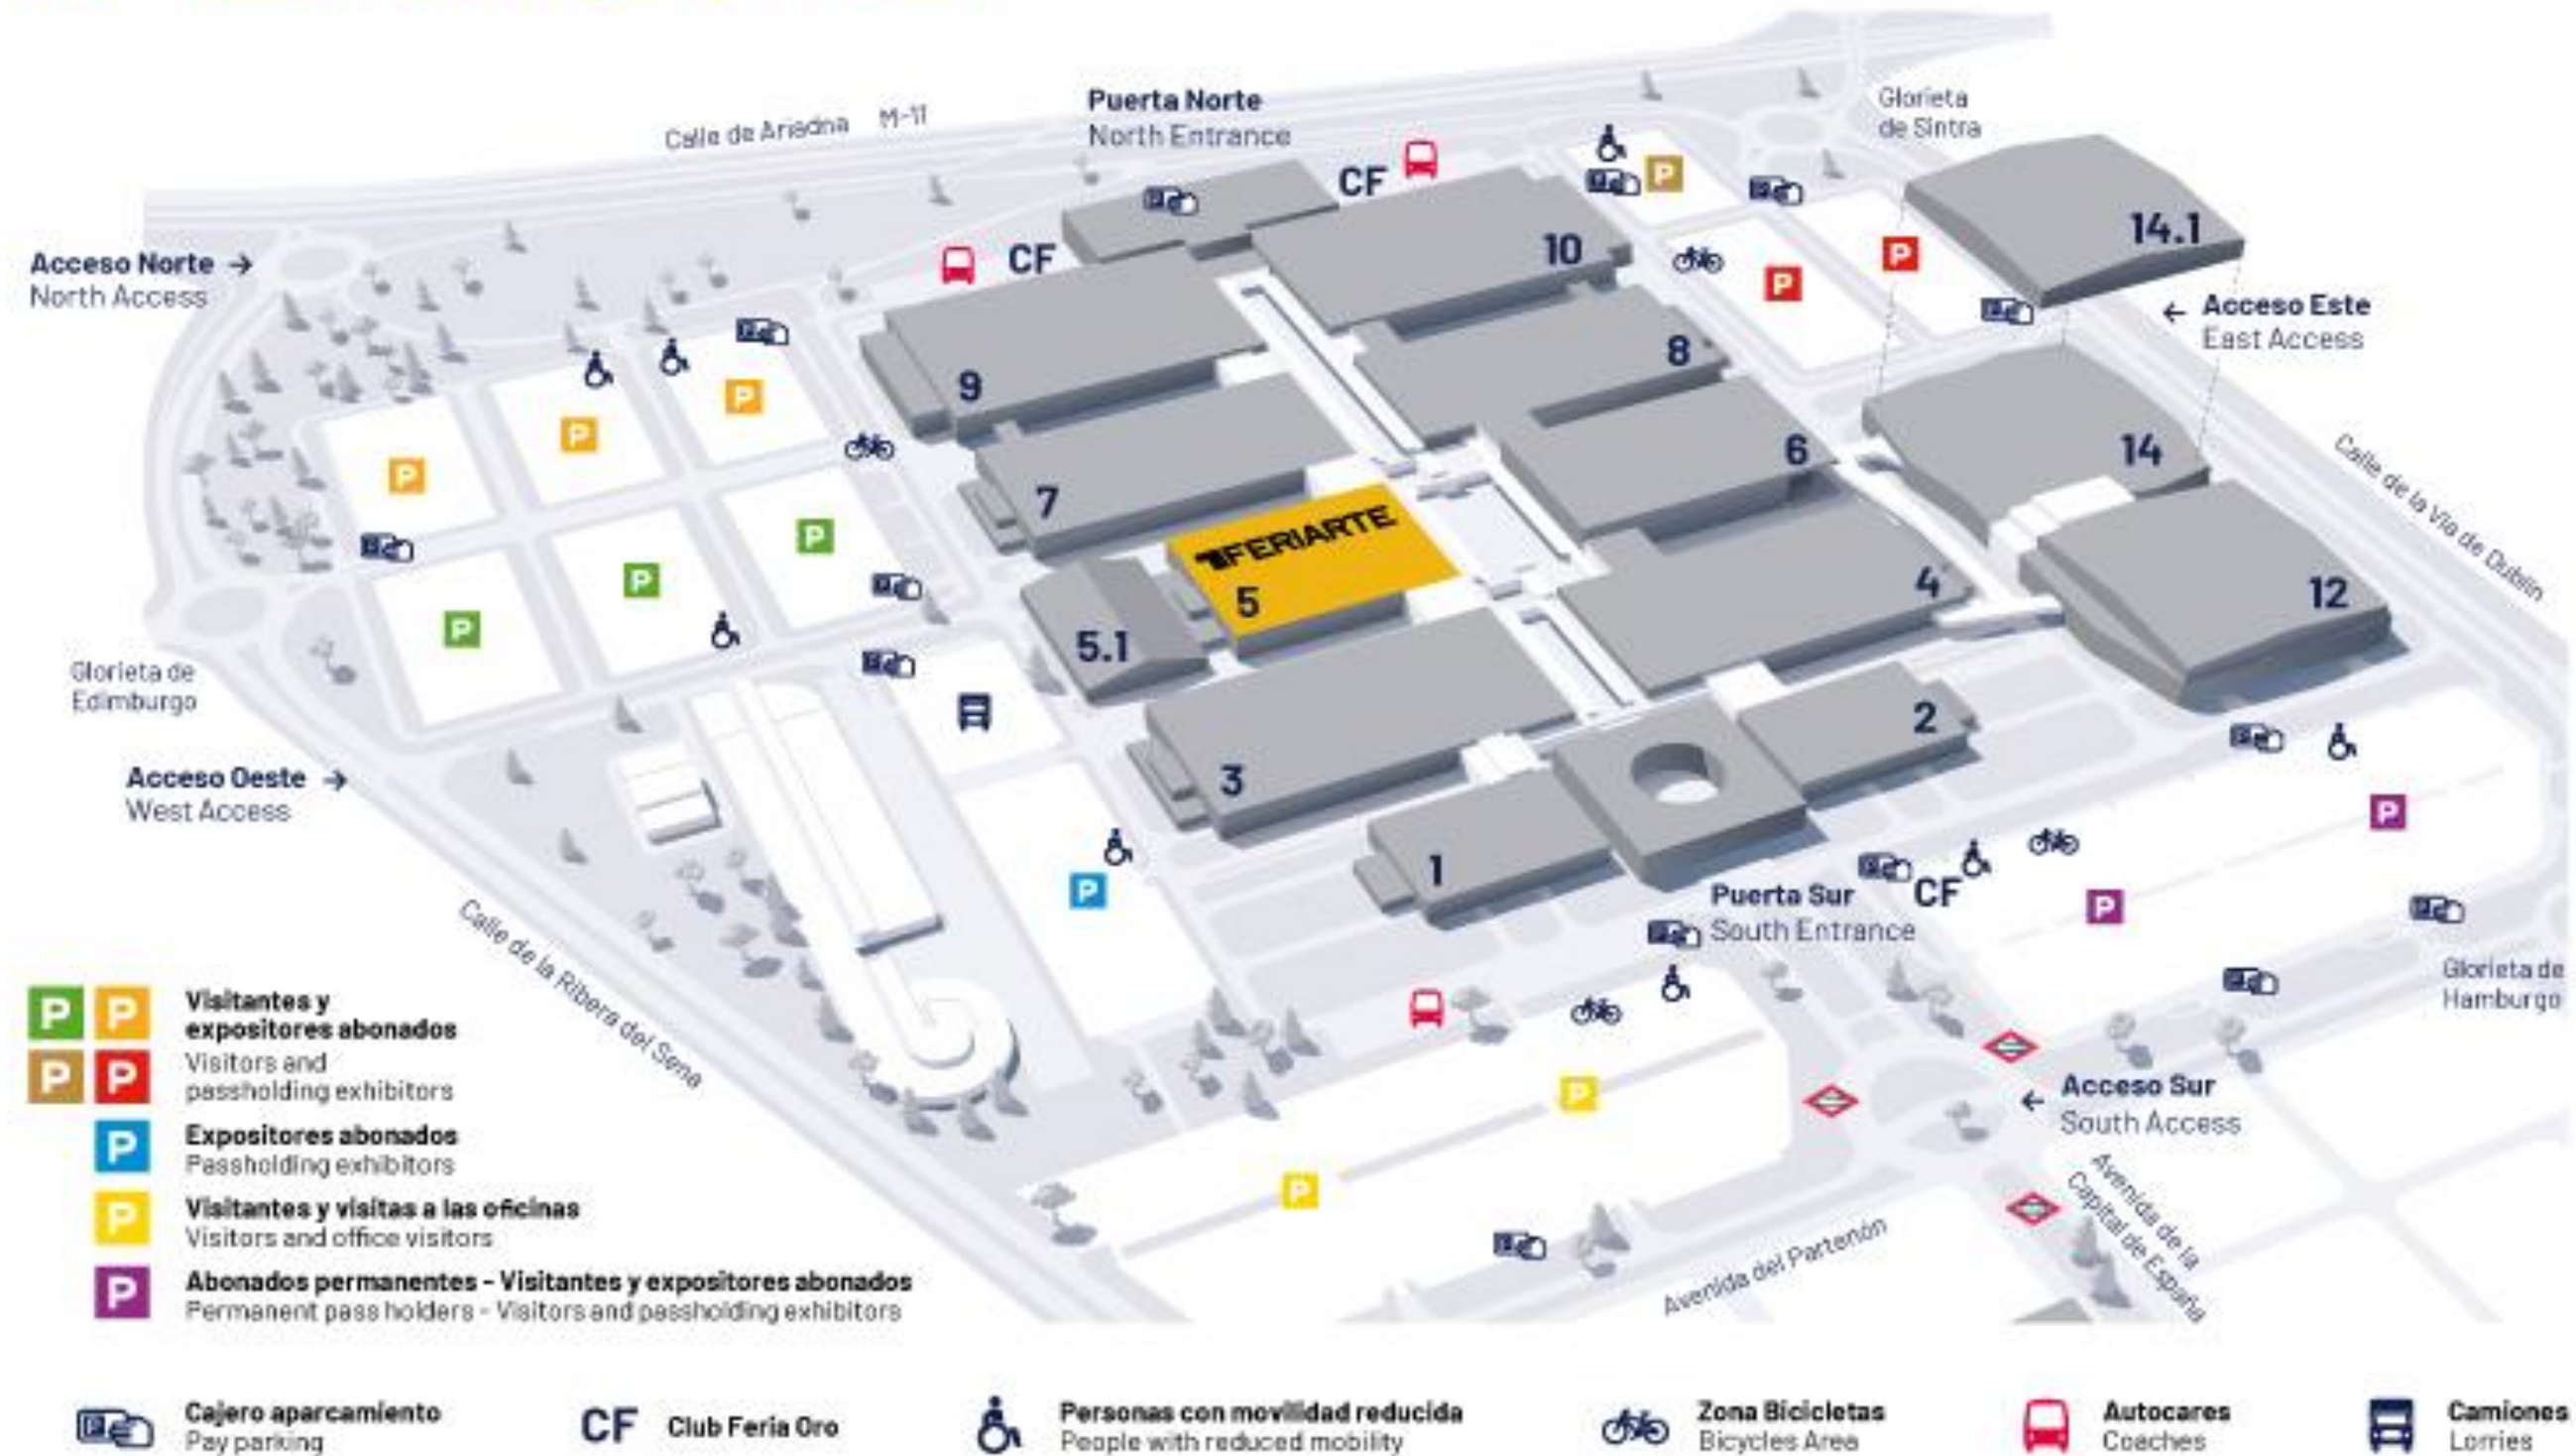 Calle de Ariadna M-11
Puerta Norte
North Entrance
Glorieta
de Sintra
CF
P
10
14.1
Acceso Norte →
North Access
CF
P
P
← Acceso Este
East Access
9
8
P
P
P
7
6
14
Calle de la Vía de Dublín
FERIARTE
5
P
P
P
5.1
4
12
Glorieta de
Edimburgo
3
2
Acceso Oeste →
West Access
1
P
P
P
Puerta Sur
South Entrance
CF
Glorieta de
Hamburgo
Calle de la Ribera del Sena
P
P
← Acceso Sur
South Access
Avenida del Partenón
Avenida de la
Capital de España
P P Visitantes y
expositores abonados
P P Visitors and
passholding exhibitors
P Expositores abonados
Passholding exhibitors
P Visitantes y visitas a las oficinas
Visitors and office visitors
P Abonados permanentes - Visitantes y expositores abonados
Permanent pass holders - Visitors and passholding exhibitors
Cajero aparcamiento
Pay parking
CF Club Feria Oro
Personas con movilidad reducida
People with reduced mobility
Zona Bicicletas
Bicycles Area
Autocares
Coaches
Camiones
Lorries